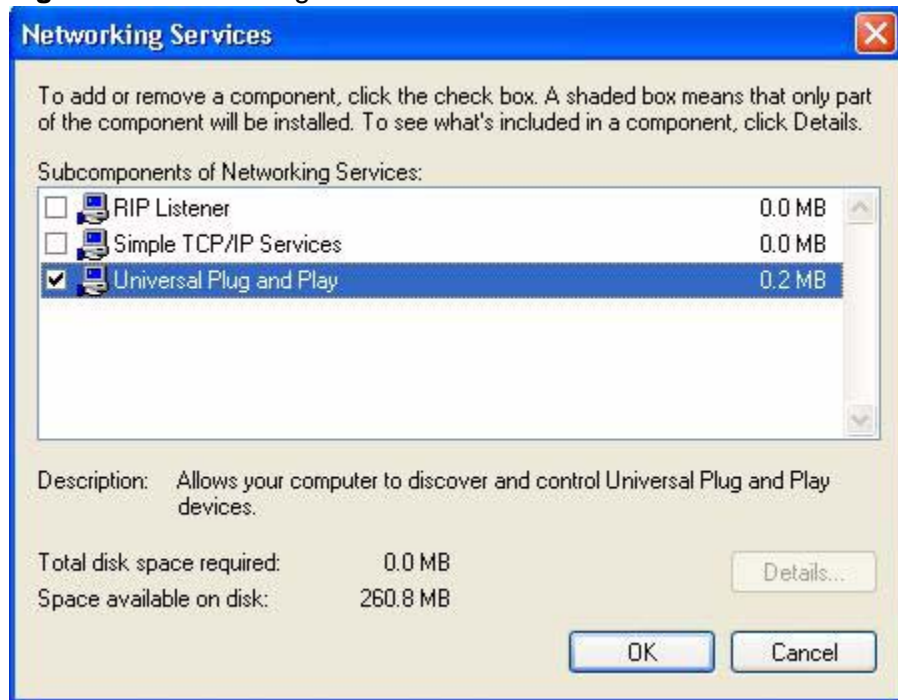 Networking Services
To add or remove a component, click the check box. A shaded box means that only part
of the component will be installed. To see what's included in a component, click Details.
Subcomponents of Networking Services:
RIP Listener 0.0 MB
Simple TCP/IP Services 0.0 MB
Universal Plug and Play 0.2 MB
Description: Allows your computer to discover and control Universal Plug and Play
devices.
Total disk space required: 0.0 MB
Details...
Space available on disk: 260.8 MB
OK Cancel